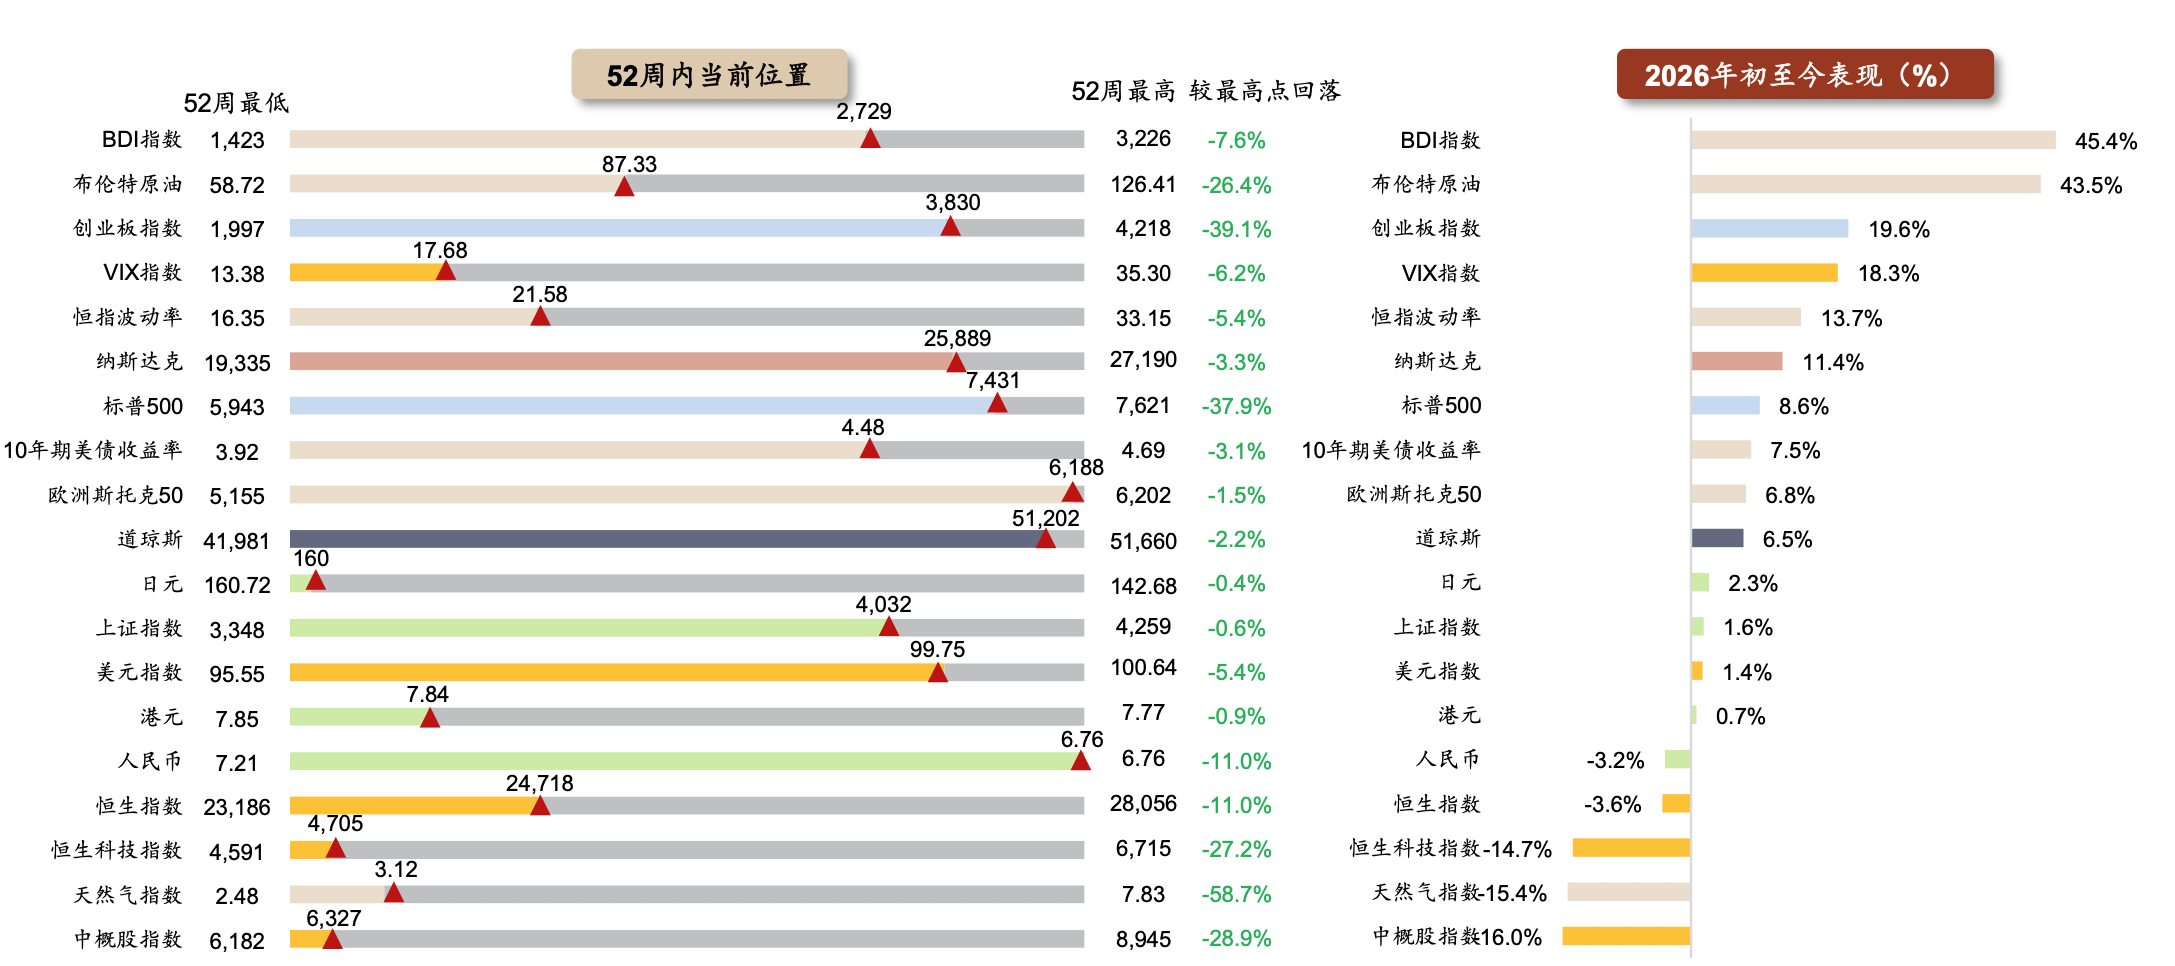 52周内当前位置
2026年初至今表现（%）
52周最低 52周最高 较最高点回落
BDI指数 1,423 2,729 3,226 -7.6% BDI指数 45.4%
布伦特原油 58.72 87.33 126.41 -26.4% 布伦特原油 43.5%
创业板指数 1,997 3,830 4,218 -39.1% 创业板指数 19.6%
VIX指数 13.38 17.68 35.30 -6.2% VIX指数 18.3%
恒指波动率 16.35 21.58 33.15 -5.4% 恒指波动率 13.7%
纳斯达克 19,335 25,889 27,190 -3.3% 纳斯达克 11.4%
标普500 5,943 7,431 7,621 -37.9% 标普500 8.6%
10年期美债收益率 3.92 4.48 4.69 -3.1% 10年期美债收益率 7.5%
欧洲斯托克50 5,155 6,188 6,202 -1.5% 欧洲斯托克50 6.8%
道琼斯 41,981 51,202 51,660 -2.2% 道琼斯 6.5%
日元 160.72 160 142.68 -0.4% 日元 2.3%
上证指数 3,348 4,032 4,259 -0.6% 上证指数 1.6%
美元指数 95.55 99.75 100.64 -5.4% 美元指数 1.4%
港元 7.85 7.84 7.77 -0.9% 港元 0.7%
人民币 7.21 6.76 6.76 -11.0% 人民币 -3.2%
恒生指数 23,186 24,718 28,056 -11.0% 恒生指数 -3.6%
恒生科技指数 4,591 4,705 6,715 -27.2% 恒生科技指数 -14.7%
天然气指数 2.48 3.12 7.83 -58.7% 天然气指数 -15.4%
中概股指数 6,182 6,327 8,945 -28.9% 中概股指数 -16.0%